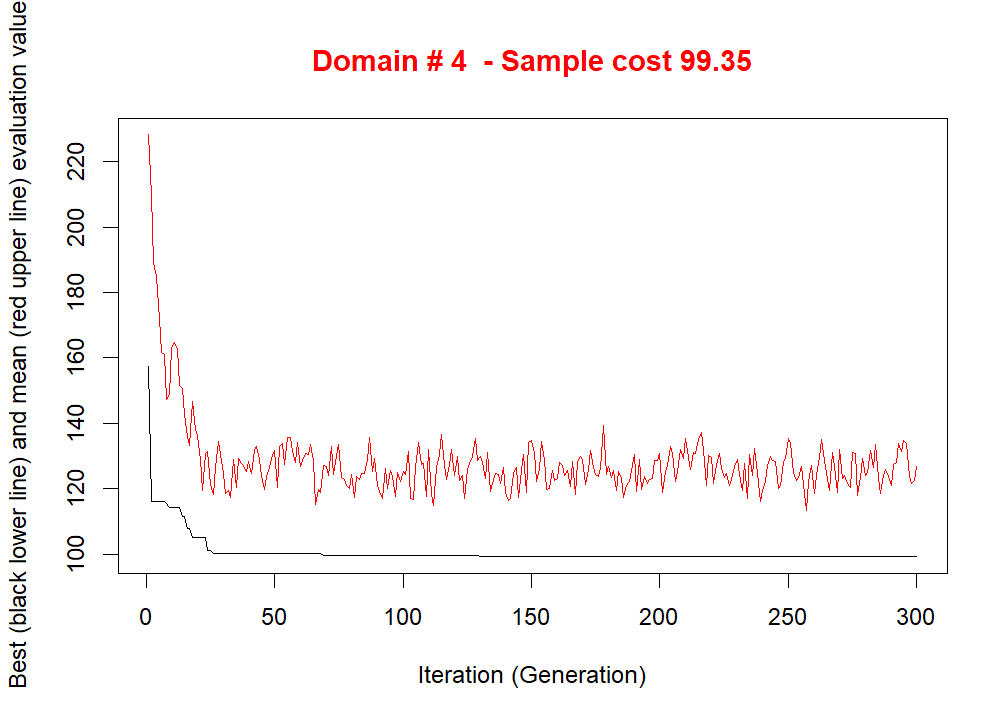 Domain # 4  - Sample cost 99.35
Best (black lower line) and mean (red upper line) evaluation value
220
200
180
160
140
120
100
0 50 100 150 200 250 300
Iteration (Generation)